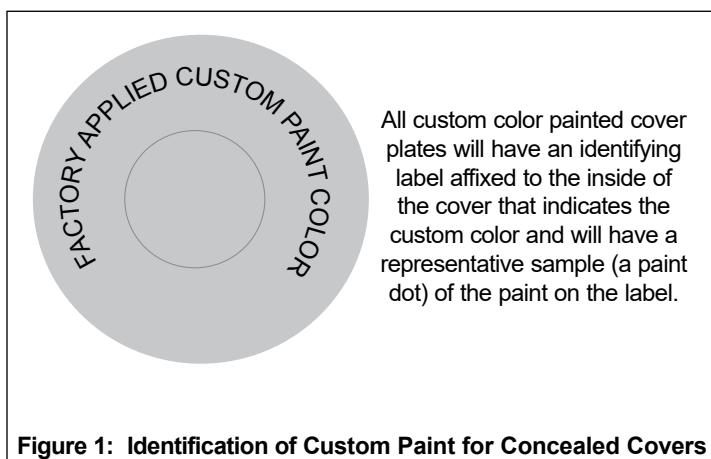 FACTORY APPLIED CUSTOM PAINT COLOR
All custom color painted cover
plates will have an identifying
label affixed to the inside of
the cover that indicates the
custom color and will have a
representative sample (a paint
dot) of the paint on the label.
Figure 1: Identification of Custom Paint for Concealed Covers